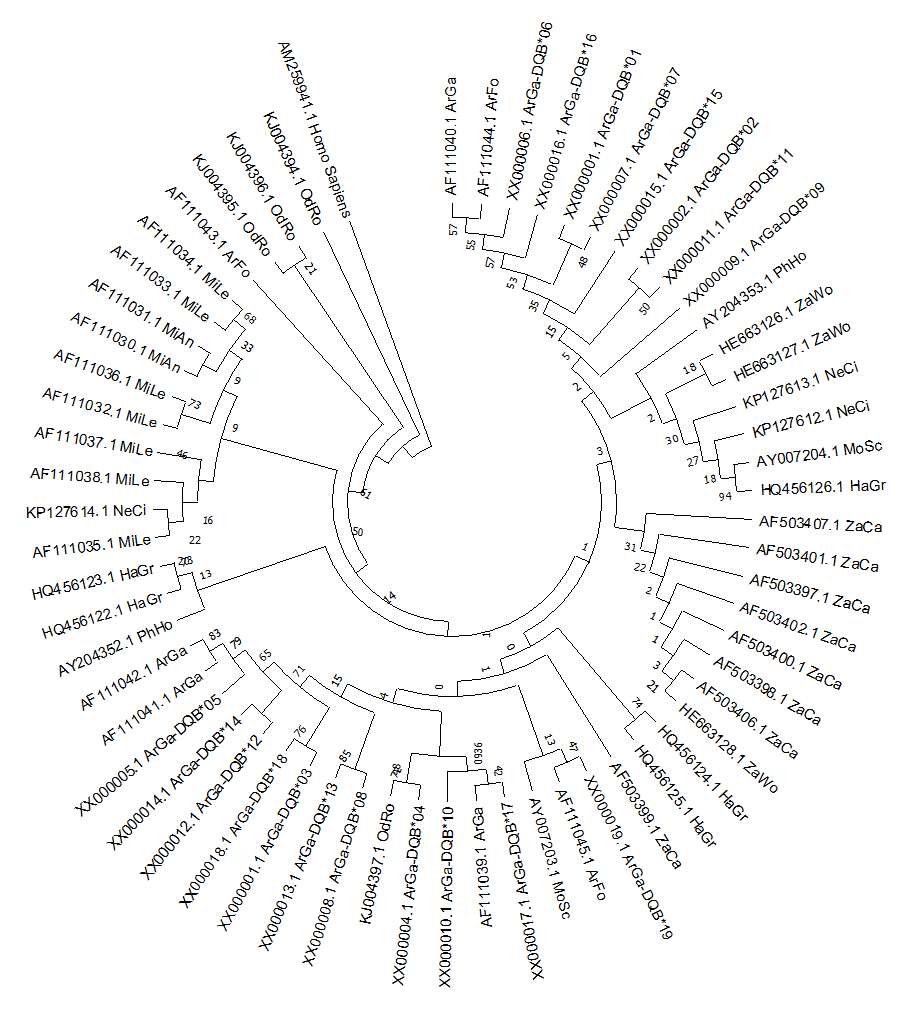 AF111040.1 ArGa
AF111044.1 ArFo
XX000006.1 ArGa-DQB*06
XX000016.1 ArGa-DQB*16
XX000001.1 ArGa-DQB*01
XX000007.1 ArGa-DQB*07
XX000015.1 ArGa-DQB*15
XX000002.1 ArGa-DQB*02
XX000011.1 ArGa-DQB*11
XX000009.1 ArGa-DQB*09
AY204353.1 PhHo
HE663126.1 ZaWo
HE663127.1 ZaWo
KP127613.1 NeCi
KP127612.1 NeCi
AY007204.1 MoSc
HQ456126.1 HaGr
AF503407.1 ZaCa
AF503401.1 ZaCa
AF503397.1 ZaCa
AF503402.1 ZaCa
AF503400.1 ZaCa
AF503398.1 ZaCa
AF503406.1 ZaCa
HE663128.1 ZaWo
HQ456124.1 HaGr
HQ456125.1 HaGr
AF503399.1 ZaCa
XX000019.1 ArGa-DQB*19
AF111045.1 ArFo
AY007203.1 MoSc
XX000017.1 ArGa-DQB*17
AF111039.1 ArGa
XX000010.1 ArGa-DQB*10
XX000004.1 ArGa-DQB*04
KJ004397.1 OdRo
XX000008.1 ArGa-DQB*08
XX000013.1 ArGa-DQB*13
XX000001.1 ArGa-DQB*03
XX000018.1 ArGa-DQB*18
XX000012.1 ArGa-DQB*12
XX000014.1 ArGa-DQB*14
XX000005.1 ArGa-DQB*05
AF111041.1 ArGa
AF111042.1 ArGa
AY204352.1 PhHo
HQ456122.1 HaGr
HQ456123.1 HaGr
AF111035.1 MiLe
KP127614.1 NeCi
AF111038.1 MiLe
AF111037.1 MiLe
AF111032.1 MiLe
AF111036.1 MiLe
AF111030.1 MiAn
AF111031.1 MiAn
AF111033.1 MiLe
AF111034.1 MiLe
AF111043.1 ArFo
KJ004395.1 OdRo
KJ004396.1 OdRo
KJ004394.1 OdRo
AM259941.1 Homo Sapiens
57
55
57
53
48
35
15
50
5
2
18
2
30
27
18
94
3
31
22
2
1
1
3
21
1
74
0
1
47
13
0
42
4
85
15
76
71
65
79
83
13
22
16
46
73
9
9
33
68
21
61
50
14
1